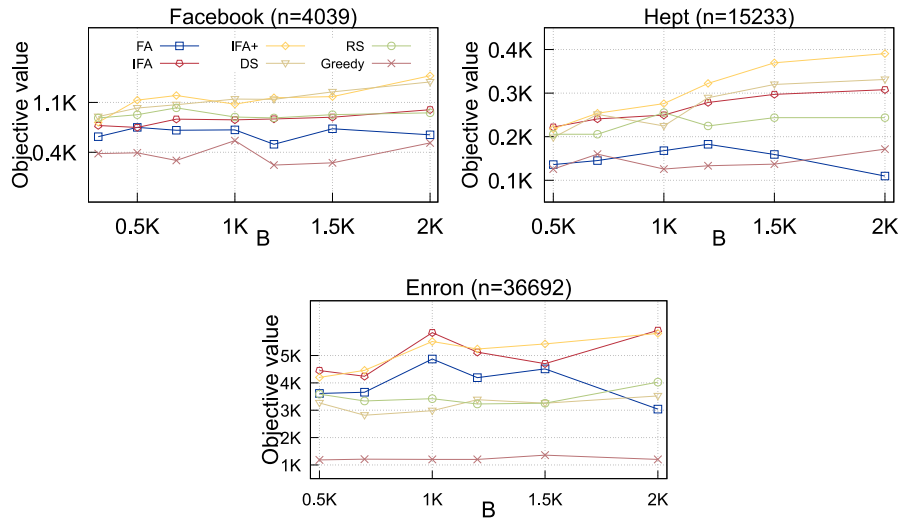 Facebook (n=4039)
FA
IFA+
RS
IFA
DS
Greedy
1.1K
0.4K
Objective value
0.5K
1K
1.5K
2K
B
Hept (n=15233)
0.4K
0.3K
0.2K
0.1K
Objective value
0.5K
1K
1.5K
2K
B
Enron (n=36692)
5K
4K
3K
2K
1K
Objective value
0.5K
1K
1.5K
2K
B